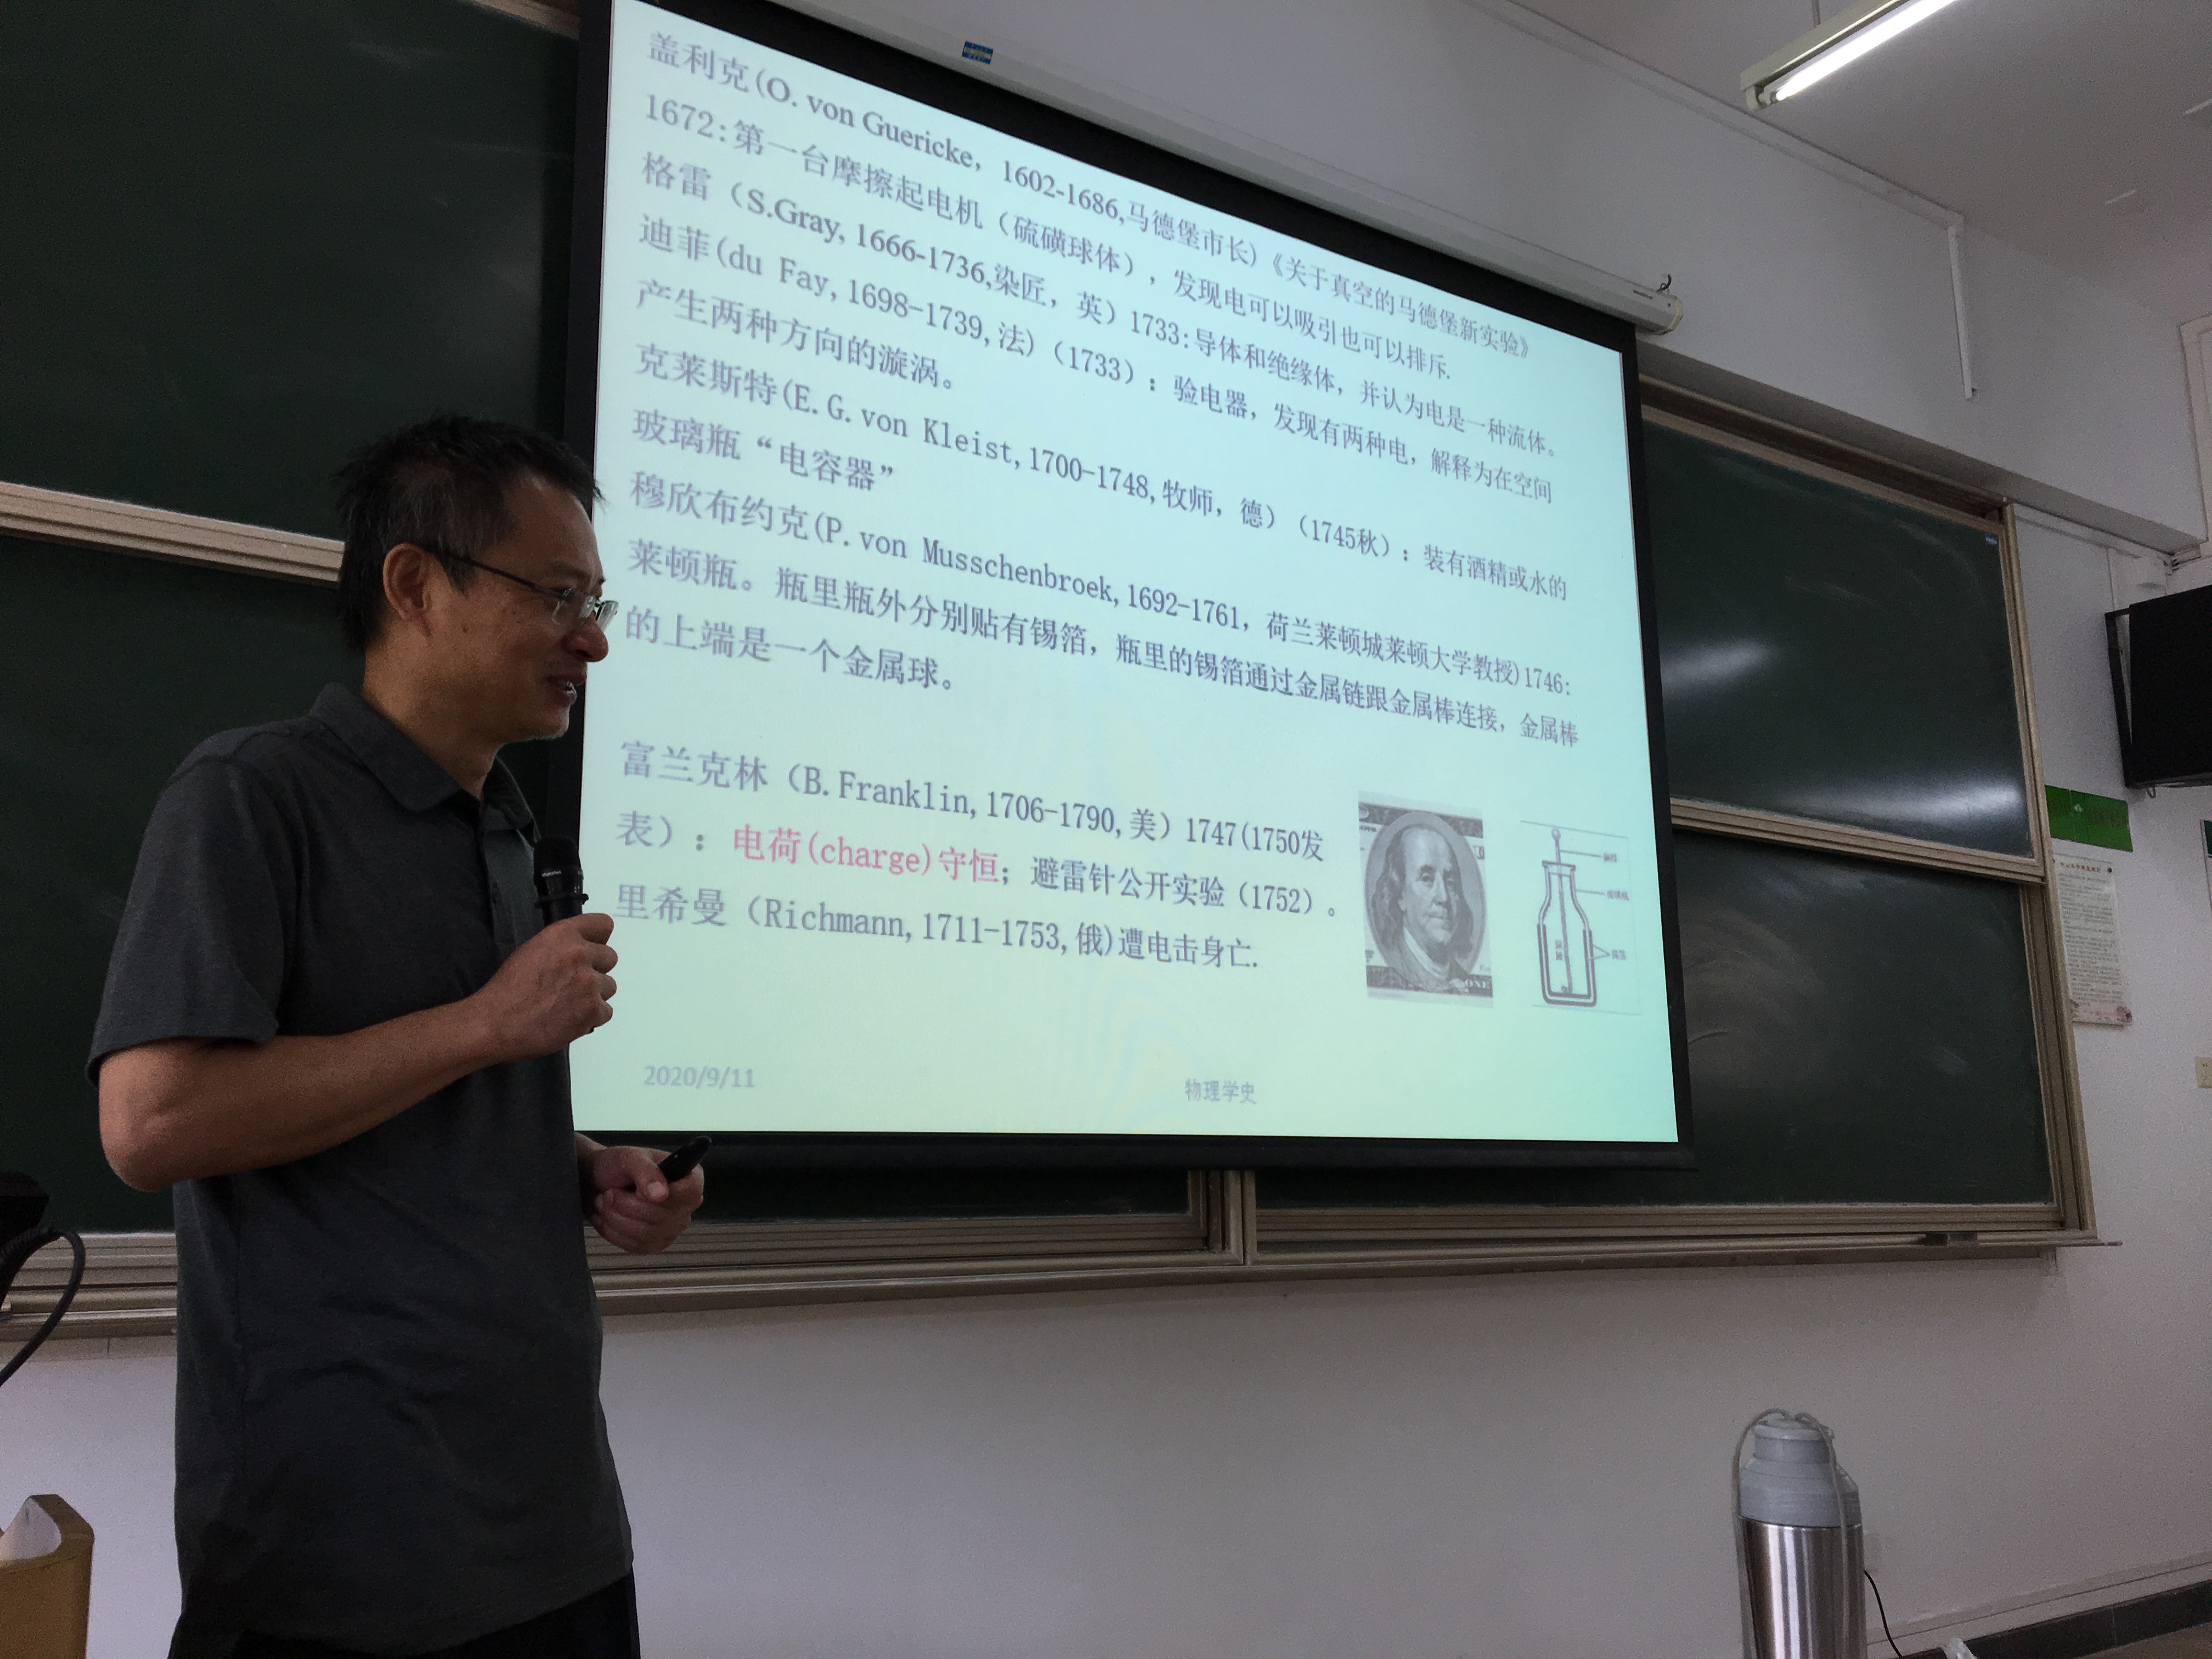 盖利克(O. von Guericke, 1602-1686,马德堡市长)《关于真空的马德堡新实验》
1672:第一台摩擦起电机（硫磺球体），发现电可以吸引也可以排斥.
格雷（S.Gray, 1666-1736,染匠，英）1733:导体和绝缘体，并认为电是一种流体。
迪菲(du Fay,1698-1739,法)（1733）：验电器，发现有两种电，解释为在空间
产生两种方向的漩涡。
克莱斯特(E.G.von Kleist,1700-1748,牧师，德)（1745秋）：装有酒精或水的
玻璃瓶“电容器”
穆欣布约克(P.von Musschenbroek,1692-1761，荷兰莱顿城莱顿大学教授)1746:
莱顿瓶。瓶里瓶外分别贴有锡箔，瓶里的锡箔通过金属链跟金属棒连接，金属棒
的上端是一个金属球。
富兰克林（B.Franklin,1706-1790,美）1747(1750发
表）：电荷(charge)守恒；避雷针公开实验（1752）。
里希曼（Richmann,1711-1753,俄)遭电击身亡.
ONE
2020/9/11
物理学史